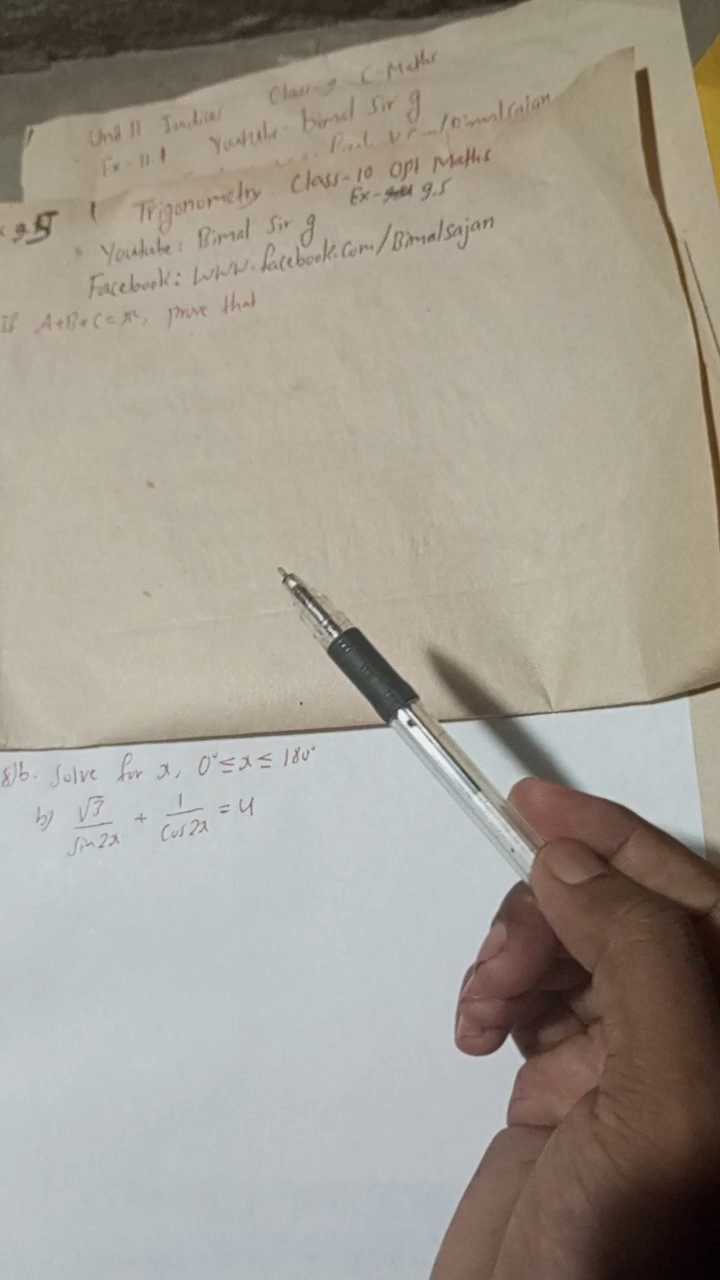 Unit 11 Indices Class-9 C-Maths
Ex-11.1 Youtube- Bimal Sir g
/BimalSajan
Trigonometry Class-10 Opt Maths
Ex- 9.5
Youtube: Bimal Sir g
Facebook: www.facebook.com/Bimalsajan
If A+B+C=π, prove that
8)b. Solve for x, 0°≤x≤180°
b) √3/sin2x + 1/Cos2x = 4